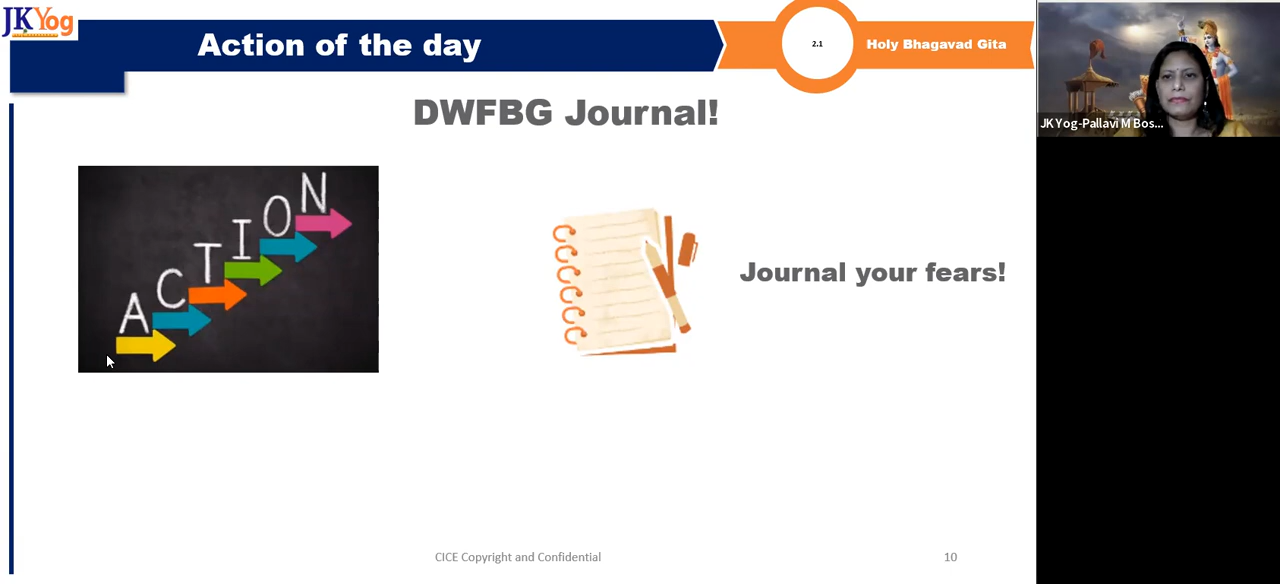 JKYog
Action of the day
2.1
Holy Bhagavad Gita
DWFBG Journal!
ACTION
Journal your fears!
JKYog-Pallavi M Bos...
CICE Copyright and Confidential
10